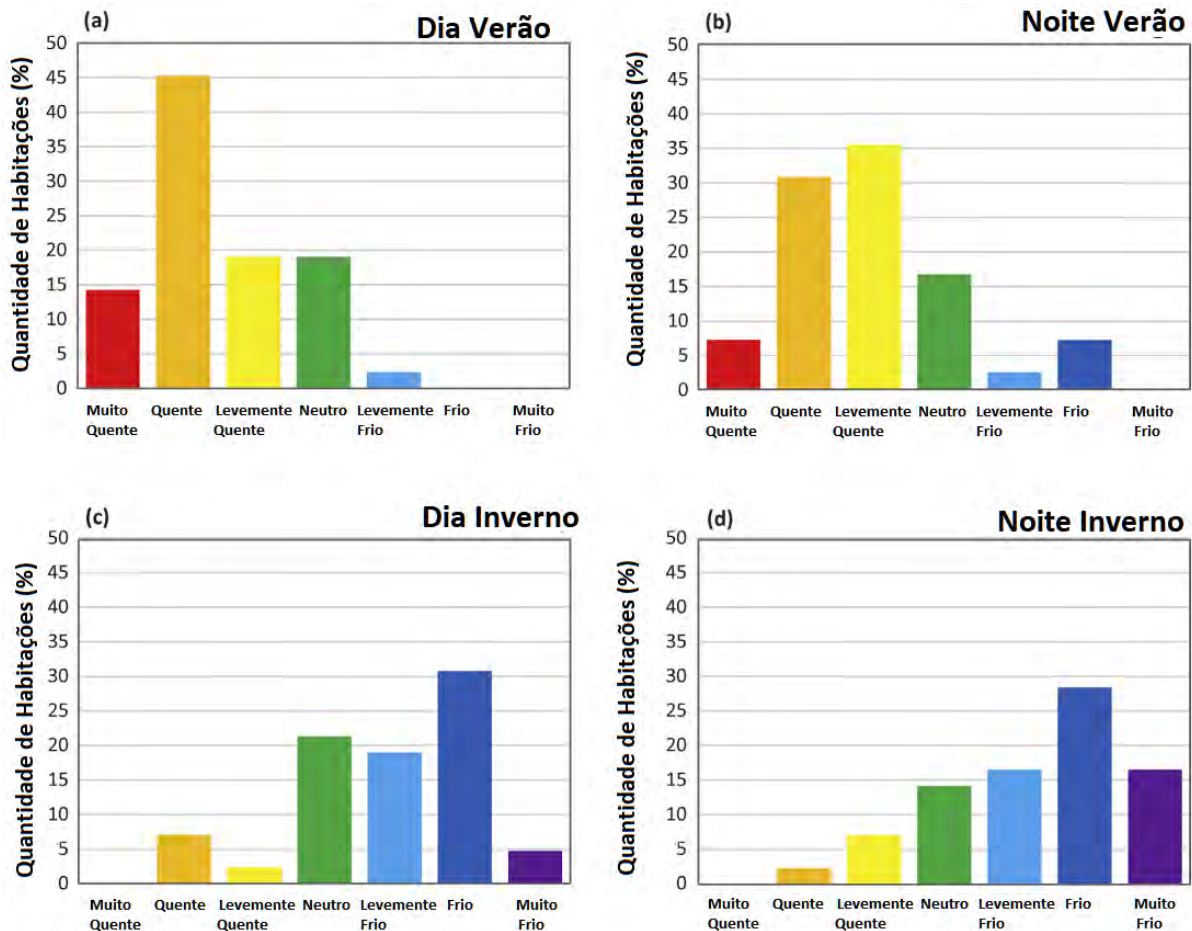 (a)
Dia Verão
Quantidade de Habitações (%)
50
45
40
35
30
25
20
15
10
5
0
Muito Quente Levemente Neutro Levemente Frio Muito
Quente Quente Frio Frio
(b)
Noite Verão
Quantidade de Habitações (%)
50
45
40
35
30
25
20
15
10
5
0
Muito Quente Levemente Neutro Levemente Frio Muito
Quente Quente Frio Frio
(c)
Dia Inverno
Quantidade de Habitações (%)
50
45
40
35
30
25
20
15
10
5
0
Muito Quente Levemente Neutro Levemente Frio Muito
Quente Quente Frio Frio
(d)
Noite Inverno
Quantidade de Habitações (%)
50
45
40
35
30
25
20
15
10
5
0
Muito Quente Levemente Neutro Levemente Frio Muito
Quente Quente Frio Frio